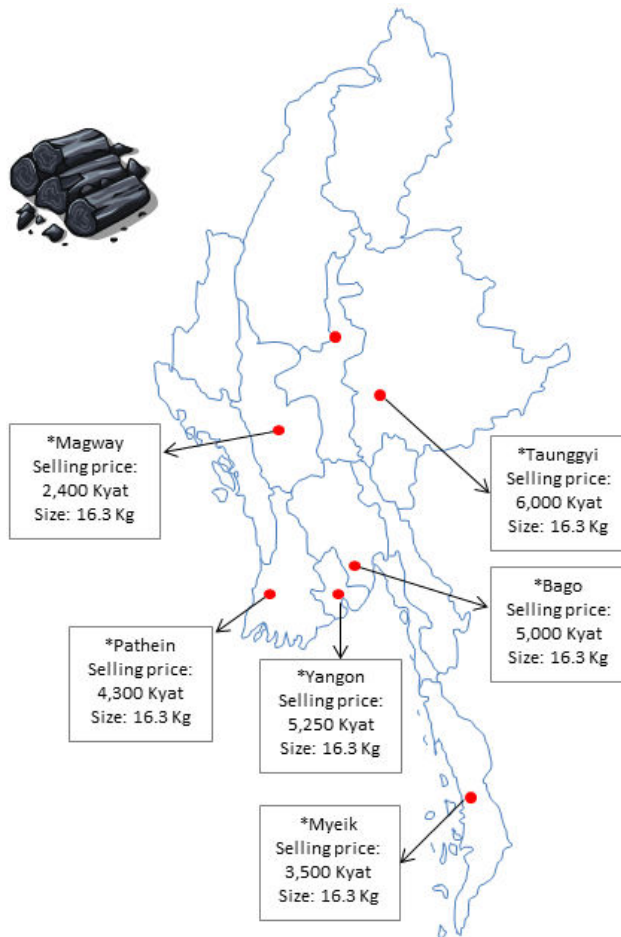 *Magway
Selling price:
2,400 Kyat
Size: 16.3 Kg
*Taunggyi
Selling price:
6,000 Kyat
Size: 16.3 Kg
*Bago
Selling price:
5,000 Kyat
Size: 16.3 Kg
*Pathein
Selling price:
4,300 Kyat
Size: 16.3 Kg
*Yangon
Selling price:
5,250 Kyat
Size: 16.3 Kg
*Myeik
Selling price:
3,500 Kyat
Size: 16.3 Kg